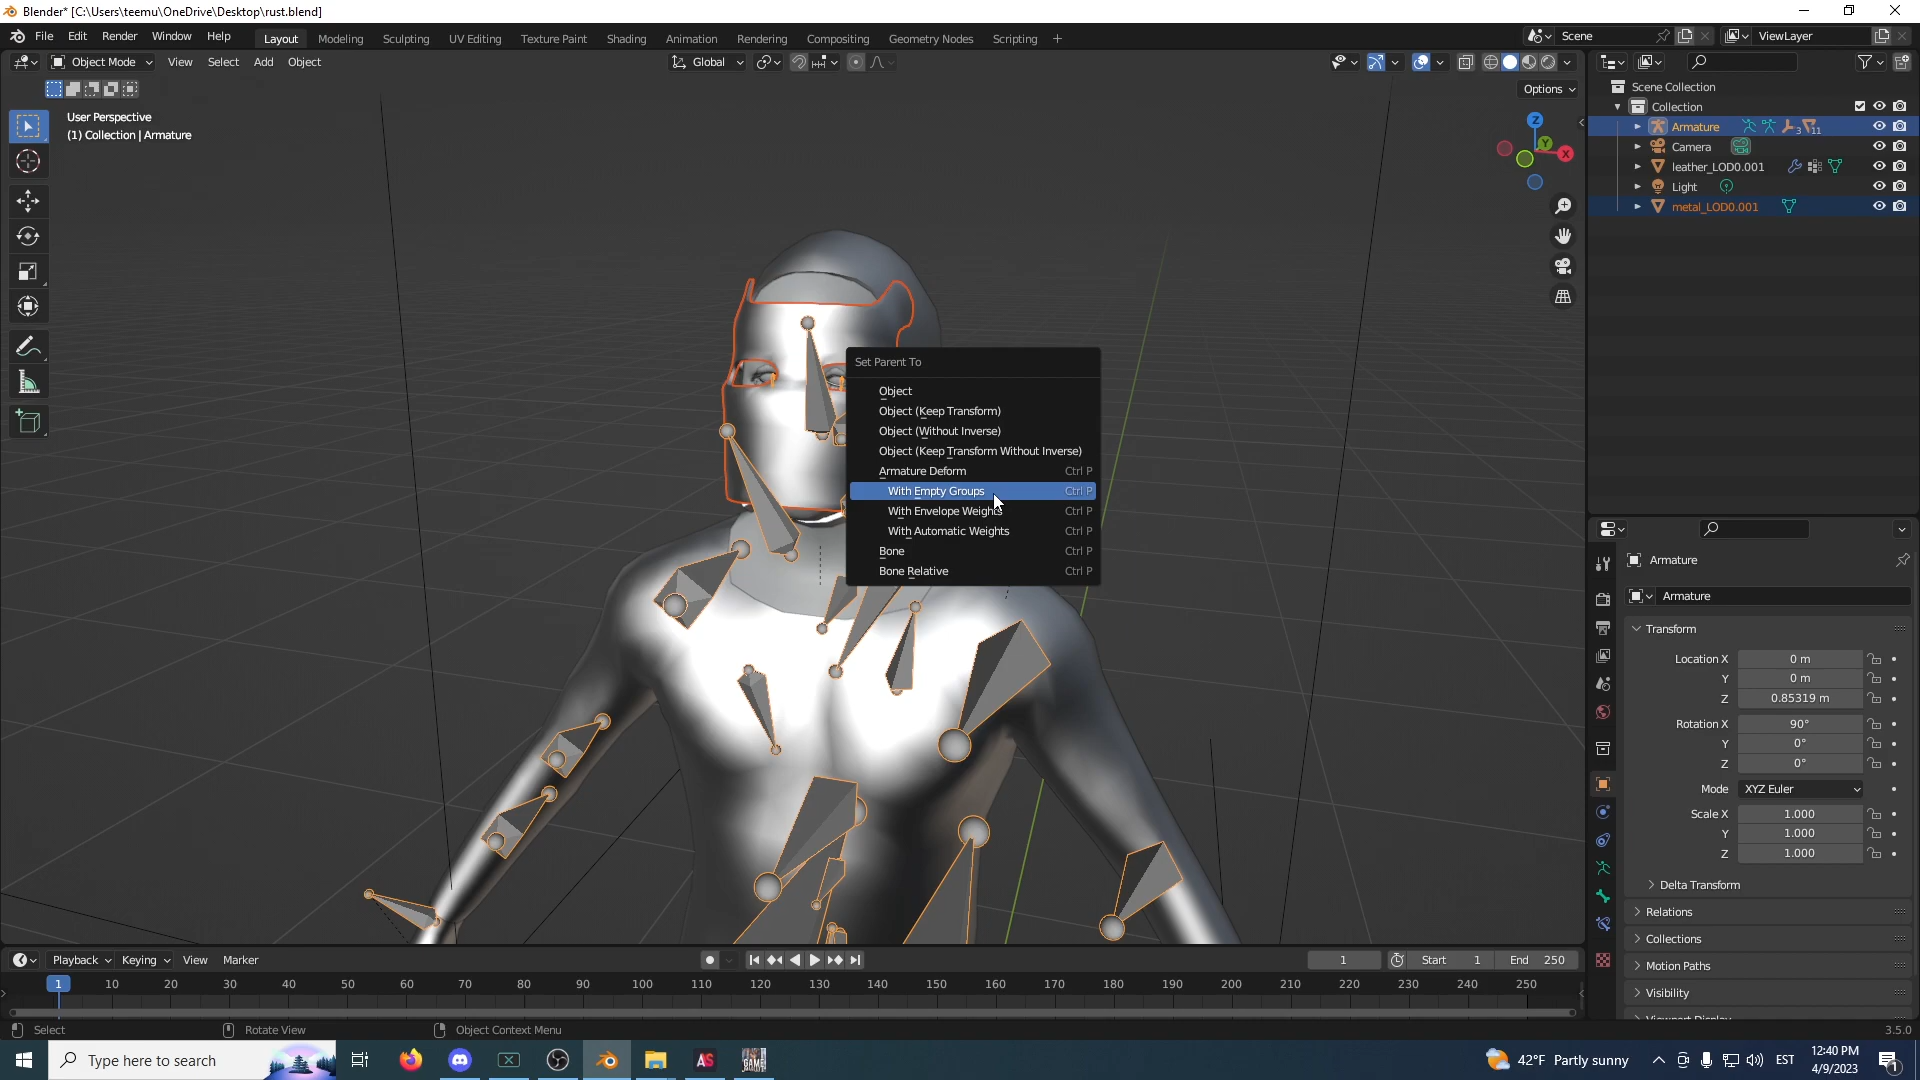 Blender* [C:\Users\teemu\OneDrive\Desktop\rust.blend]
File Edit Render Window Help Layout Modeling Sculpting UV Editing Texture Paint Shading Animation Rendering Compositing Geometry Nodes Scripting + Scene ViewLayer
Object Mode View Select Add Object Global
Options
User Perspective
(1) Collection | Armature
Z
Y
X
Scene Collection
Collection
Armature 3 11
Camera
leather_LOD0.001
Light
metal_LOD0.001
Set Parent To
Object
Object (Keep Transform)
Object (Without Inverse)
Object (Keep Transform Without Inverse)
Armature Deform Ctrl P
With Empty Groups Ctrl P
With Envelope Weights Ctrl P
With Automatic Weights Ctrl P
Bone Ctrl P
Bone Relative Ctrl P
Armature
Armature
Transform
Location X 0 m
Y 0 m
Z 0.85319 m
Rotation X 90°
Y 0°
Z 0°
Mode XYZ Euler
Scale X 1.000
Y 1.000
Z 1.000
Delta Transform
Relations
Collections
Motion Paths
Visibility
Viewport Display
Playback Keying View Marker 1 Start 1 End 250
1 10 20 30 40 50 60 70 80 90 100 110 120 130 140 150 160 170 180 190 200 210 220 230 240 250
Select Rotate View Object Context Menu 3.5.0
Type here to search
AS
GAME
42°F Partly sunny
EST
12:40 PM
4/9/2023
1